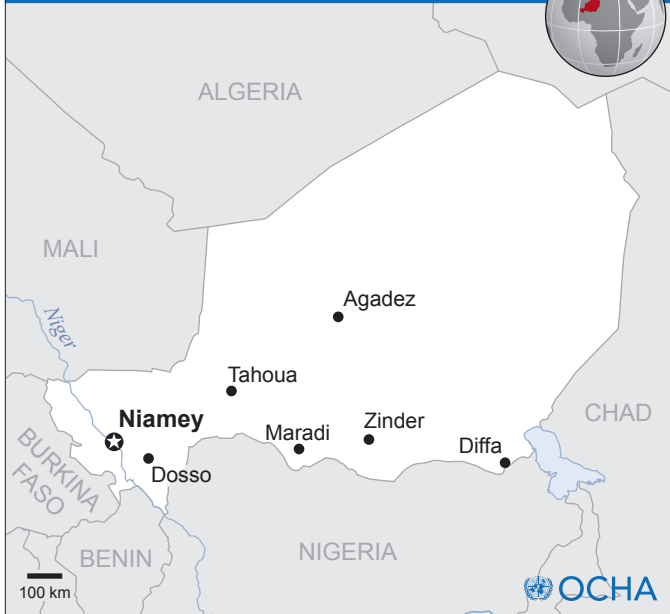 ALGERIA
MALI
Niger
Agadez
Tahoua
Niamey
Maradi
Zinder
Diffa
CHAD
Dosso
BURKINA
FASO
BENIN
NIGERIA
100 km
OCHA